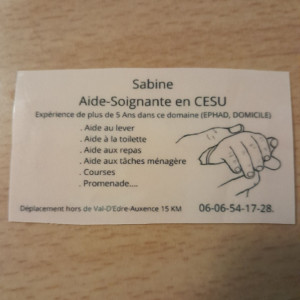 Sabine
Aide-Soignante en CESU
Expérience de plus de 5 Ans dans ce domaine (EPHAD, DOMICILE)
. Aide au lever
. Aide à la toilette
. Aide aux repas
. Aide aux tâches ménagère
. Courses
. Promenade....
Déplacement hors de Val-D'Edre-Auxence 15 KM
06-06-54-17-28.